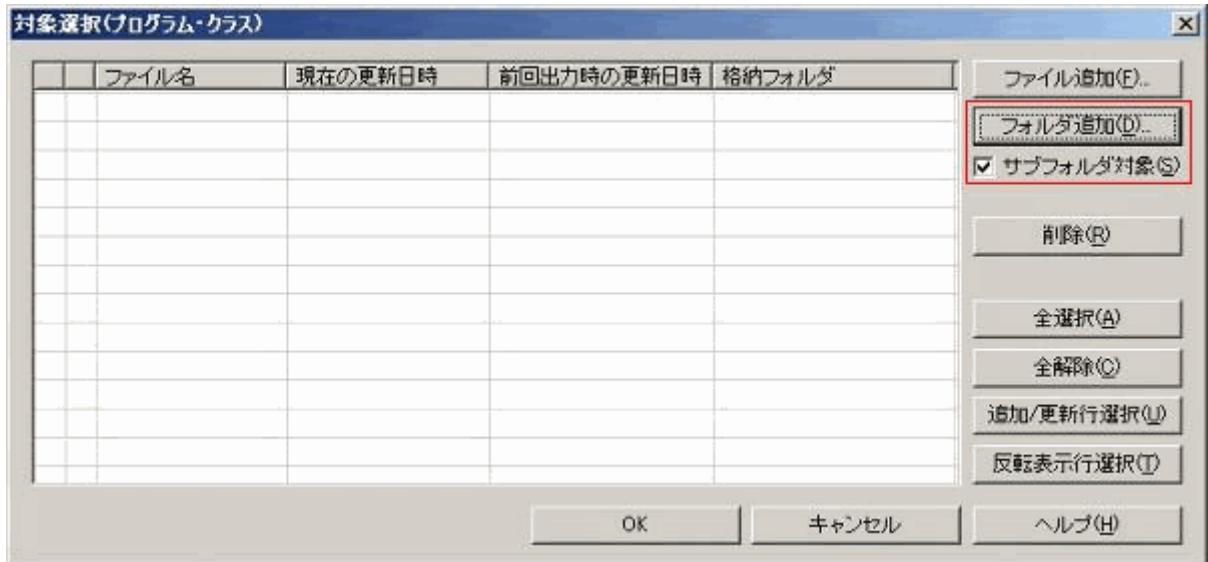 対象選択(プログラム・クラス)
ファイル名 現在の更新日時 前回出力時の更新日時 格納フォルダ
ファイル追加(F)...
フォルダ追加(D)...
サブフォルダ対象(S)
削除(R)
全選択(A)
全解除(C)
追加/更新行選択(U)
反転表示行選択(T)
OK キャンセル ヘルプ(H)